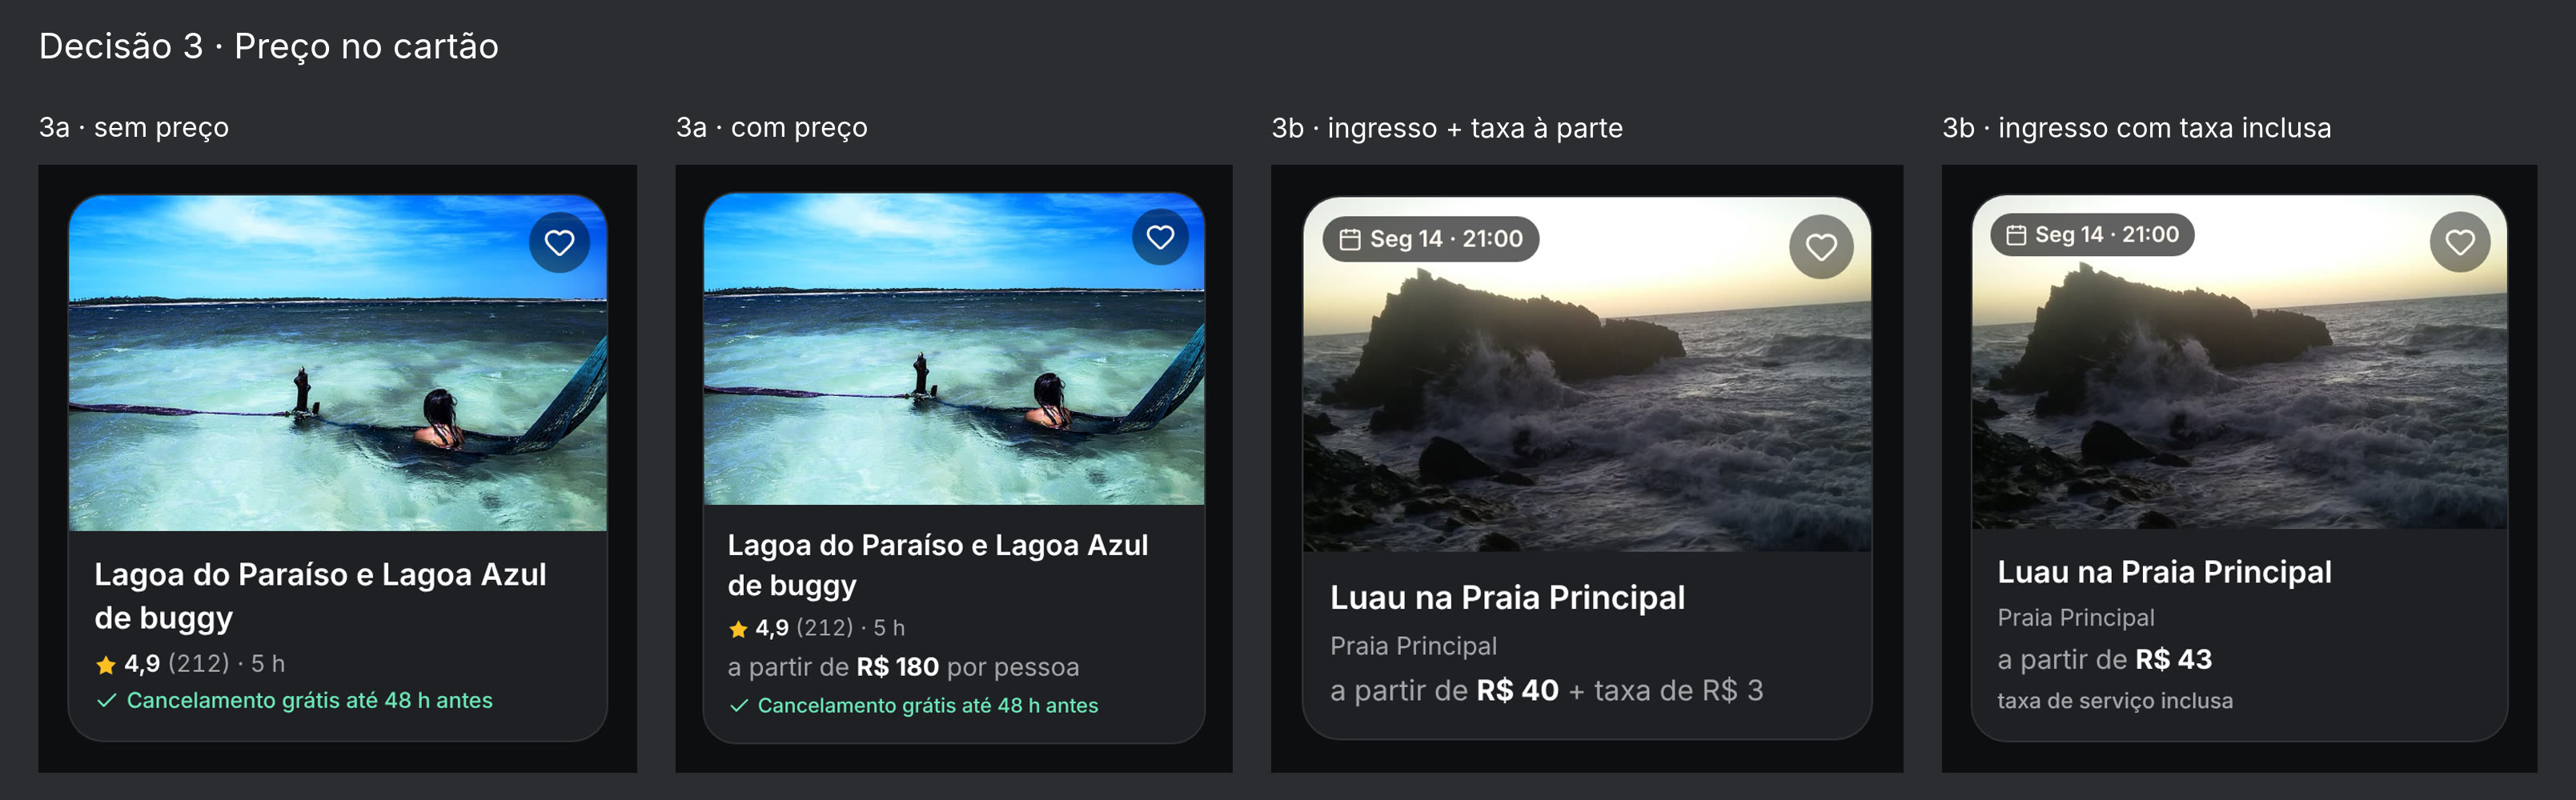 Decisão 3 · Preço no cartão
3a · sem preço
Lagoa do Paraíso e Lagoa Azul
de buggy
4,9 (212) · 5 h
Cancelamento grátis até 48 h antes
3a · com preço
Lagoa do Paraíso e Lagoa Azul
de buggy
4,9 (212) · 5 h
a partir de R$ 180 por pessoa
Cancelamento grátis até 48 h antes
3b · ingresso + taxa à parte
Seg 14 · 21:00
Luau na Praia Principal
Praia Principal
a partir de R$ 40 + taxa de R$ 3
3b · ingresso com taxa inclusa
Seg 14 · 21:00
Luau na Praia Principal
Praia Principal
a partir de R$ 43
taxa de serviço inclusa